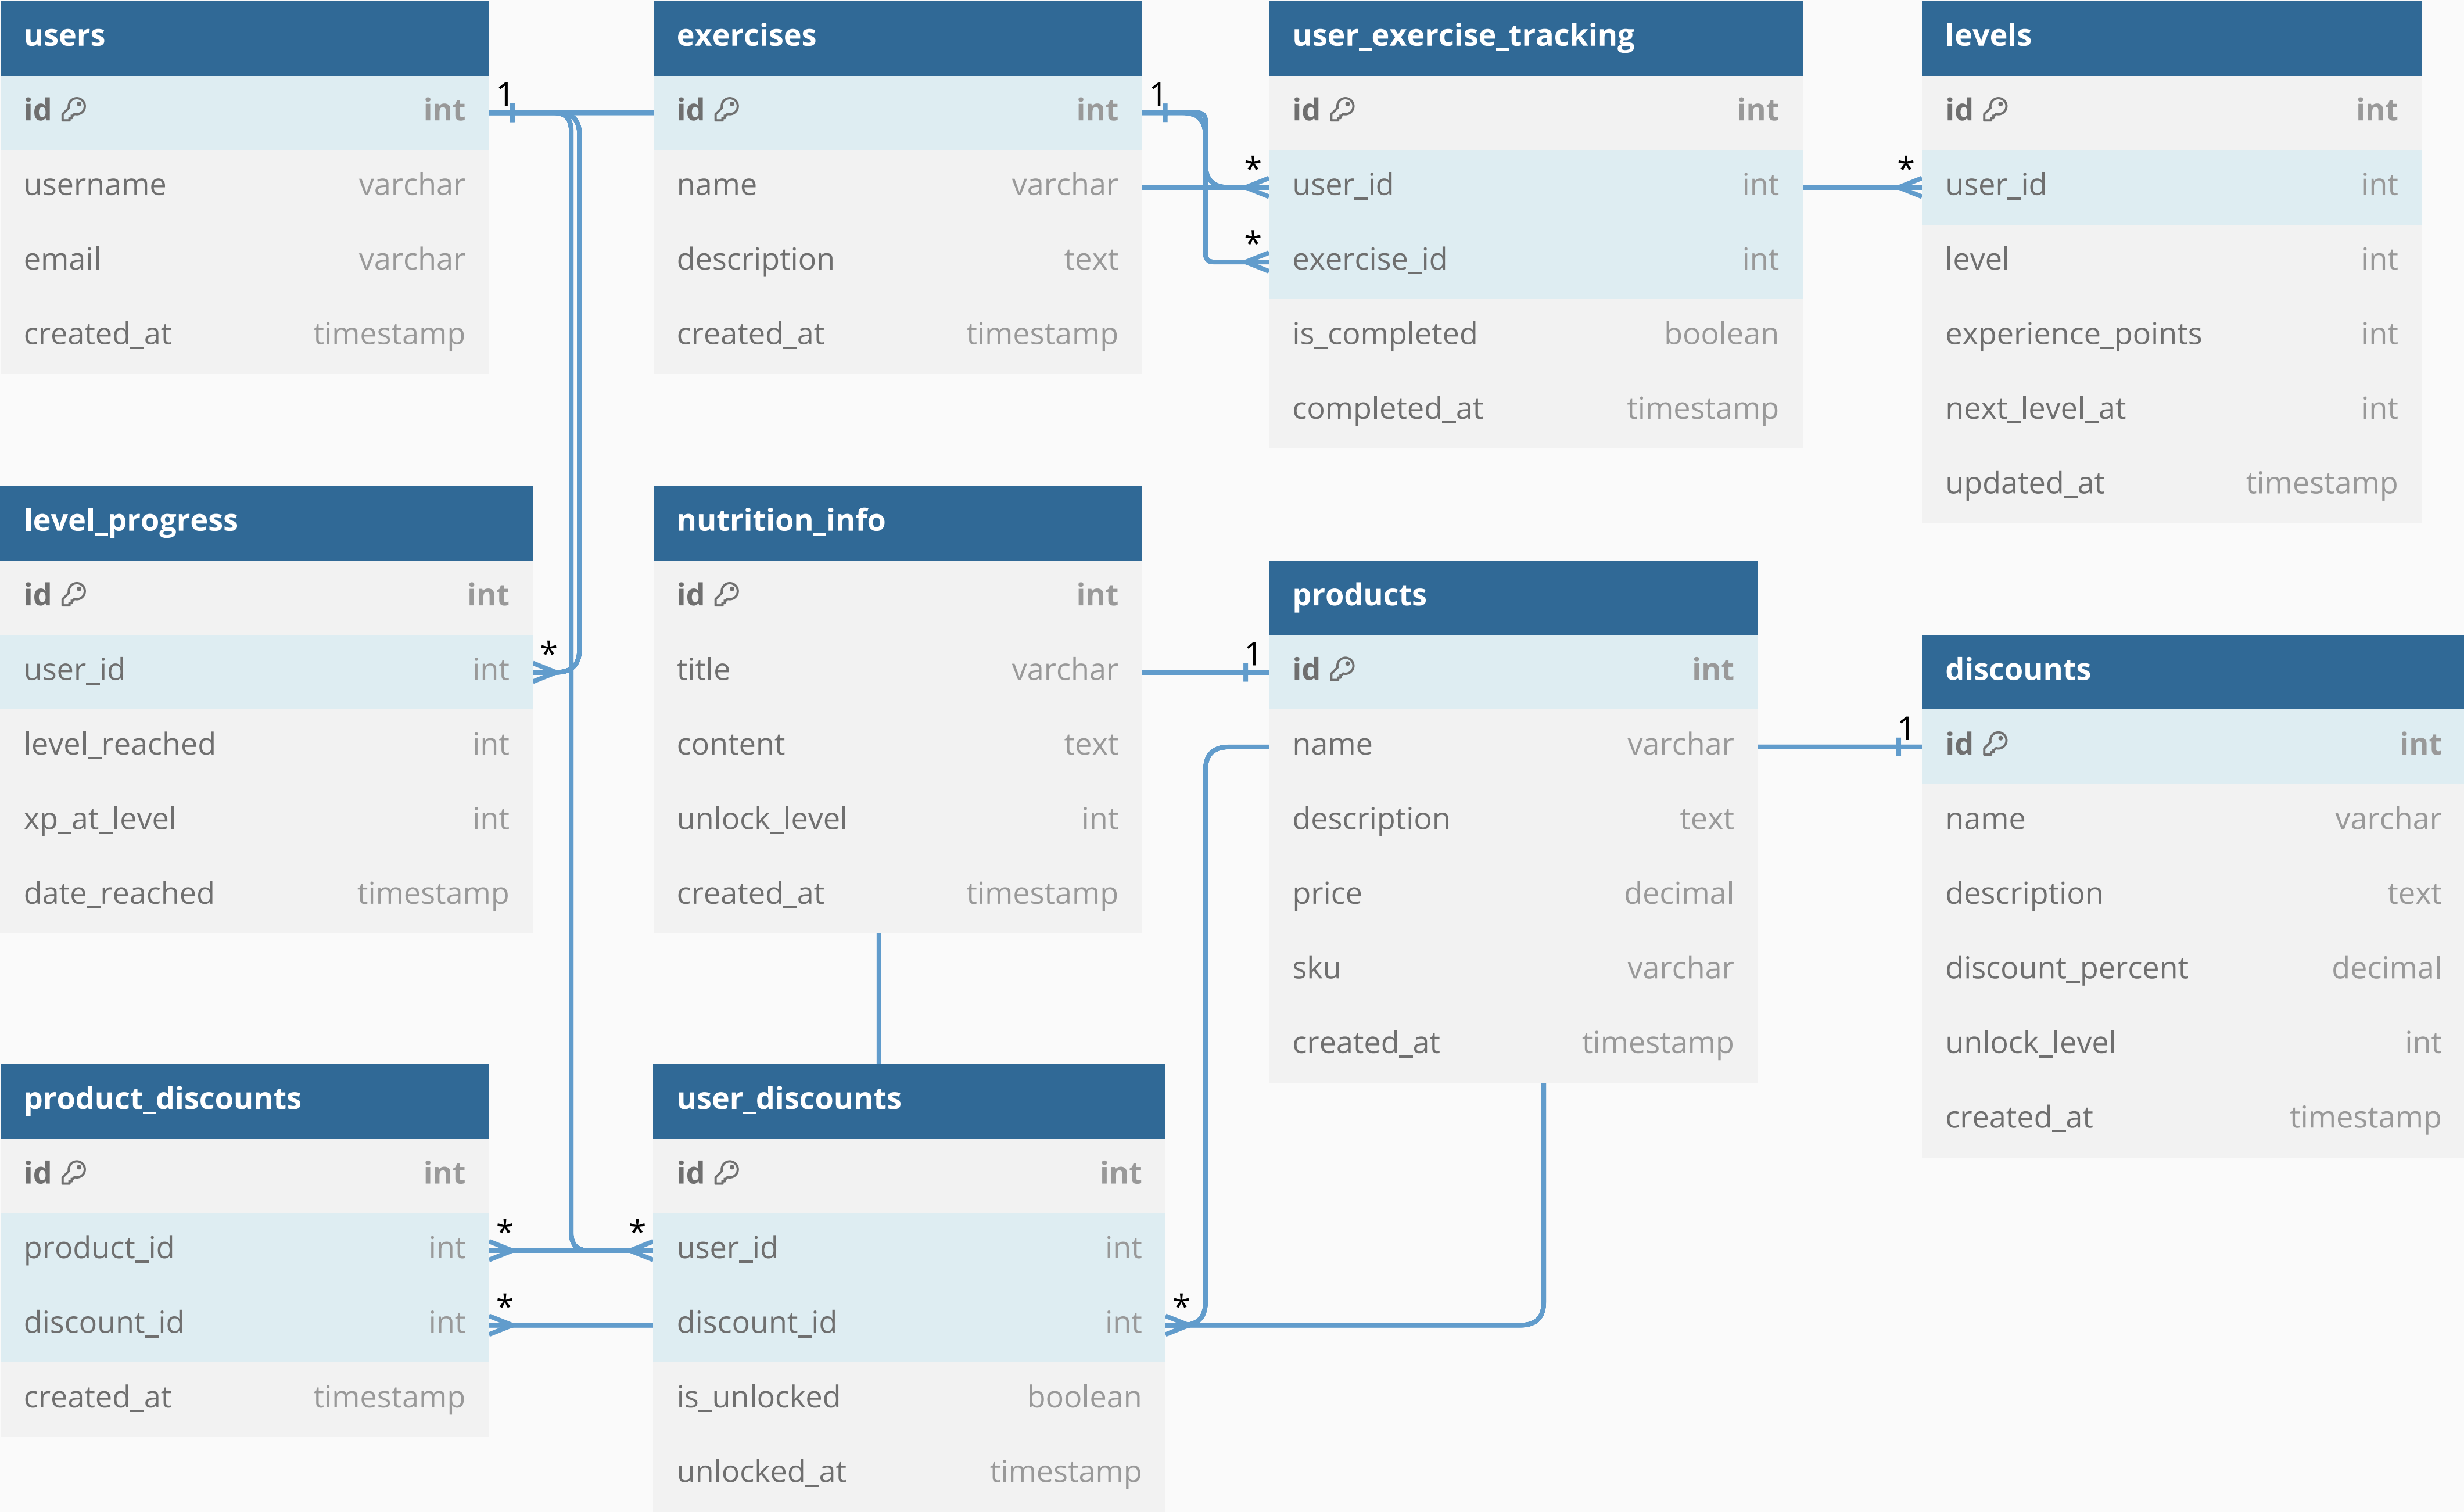 users
id int
username varchar
email varchar
created_at timestamp
1
exercises
id int
name varchar
description text
created_at timestamp
1
user_exercise_tracking
id int
* user_id int
* exercise_id int
is_completed boolean
completed_at timestamp
levels
id int
* user_id int
level int
experience_points int
next_level_at int
updated_at timestamp
level_progress
id int
user_id int *
level_reached int
xp_at_level int
date_reached timestamp
nutrition_info
id int
title varchar
content text
unlock_level int
created_at timestamp
products
1 id int
name varchar
description text
price decimal
sku varchar
created_at timestamp
discounts
1 id int
name varchar
description text
discount_percent decimal
unlock_level int
created_at timestamp
product_discounts
id int
product_id int *
discount_id int *
created_at timestamp
user_discounts
id int
* user_id int
discount_id int *
is_unlocked boolean
unlocked_at timestamp